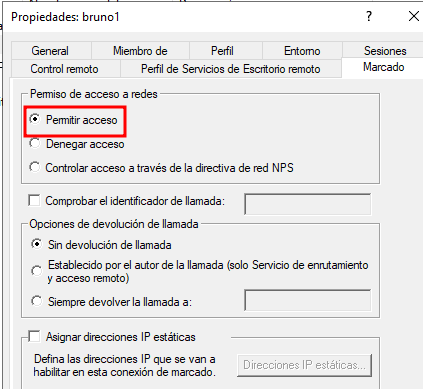 Propiedades: bruno1
?
General
Miembro de
Perfil
Entorno
Sesiones
Control remoto
Perfil de Servicios de Escritorio remoto
Marcado
Permiso de acceso a redes
Permitir acceso
Denegar acceso
Controlar acceso a través de la directiva de red NPS
Comprobar el identificador de llamada:
Opciones de devolución de llamada
Sin devolución de llamada
Establecido por el autor de la llamada (solo Servicio de enrutamiento
y acceso remoto)
Siempre devolver la llamada a:
Asignar direcciones IP estáticas
Defina las direcciones IP que se van a
habilitar en esta conexión de marcado.
Direcciones IP estáticas...